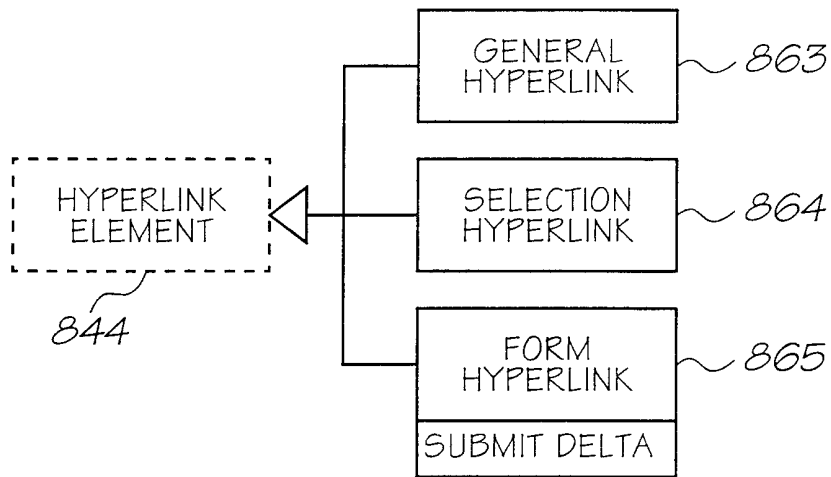 GENERAL
HYPERLINK
863
HYPERLINK
ELEMENT
844
SELECTION
HYPERLINK
864
FORM
HYPERLINK
865
SUBMIT DELTA